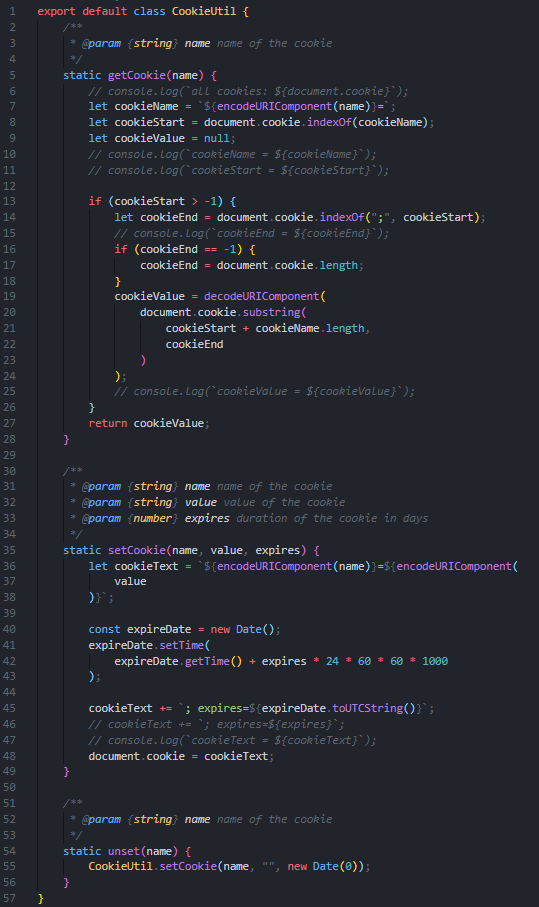 1 export default class CookieUtil {
2     /**
3      * @param {string} name name of the cookie
4      */
5     static getCookie(name) {
6         // console.log(`all cookies: ${document.cookie}`);
7         let cookieName = `${encodeURIComponent(name)}=`;
8         let cookieStart = document.cookie.indexOf(cookieName);
9         let cookieValue = null;
10         // console.log(`cookieName = ${cookieName}`);
11         // console.log(`cookieStart = ${cookieStart}`);
12
13         if (cookieStart > -1) {
14             let cookieEnd = document.cookie.indexOf(";", cookieStart);
15             // console.log(`cookieEnd = ${cookieEnd}`);
16             if (cookieEnd == -1) {
17                 cookieEnd = document.cookie.length;
18             }
19             cookieValue = decodeURIComponent(
20                 document.cookie.substring(
21                     cookieStart + cookieName.length,
22                     cookieEnd
23                 )
24             );
25             // console.log(`cookieValue = ${cookieValue}`);
26         }
27         return cookieValue;
28     }
29
30     /**
31      * @param {string} name name of the cookie
32      * @param {string} value value of the cookie
33      * @param {number} expires duration of the cookie in days
34      */
35     static setCookie(name, value, expires) {
36         let cookieText = `${encodeURIComponent(name)}=${encodeURIComponent(
37             value
38         )}`;
39
40         const expireDate = new Date();
41         expireDate.setTime(
42             expireDate.getTime() + expires * 24 * 60 * 60 * 1000
43         );
44
45         cookieText += `; expires=${expireDate.toUTCString()}`;
46         // cookieText += `; expires=${expires}`;
47         // console.log(`cookieText = ${cookieText}`);
48         document.cookie = cookieText;
49     }
50
51     /**
52      * @param {string} name name of the cookie
53      */
54     static unset(name) {
55         CookieUtil.setCookie(name, "", new Date(0));
56     }
57 }